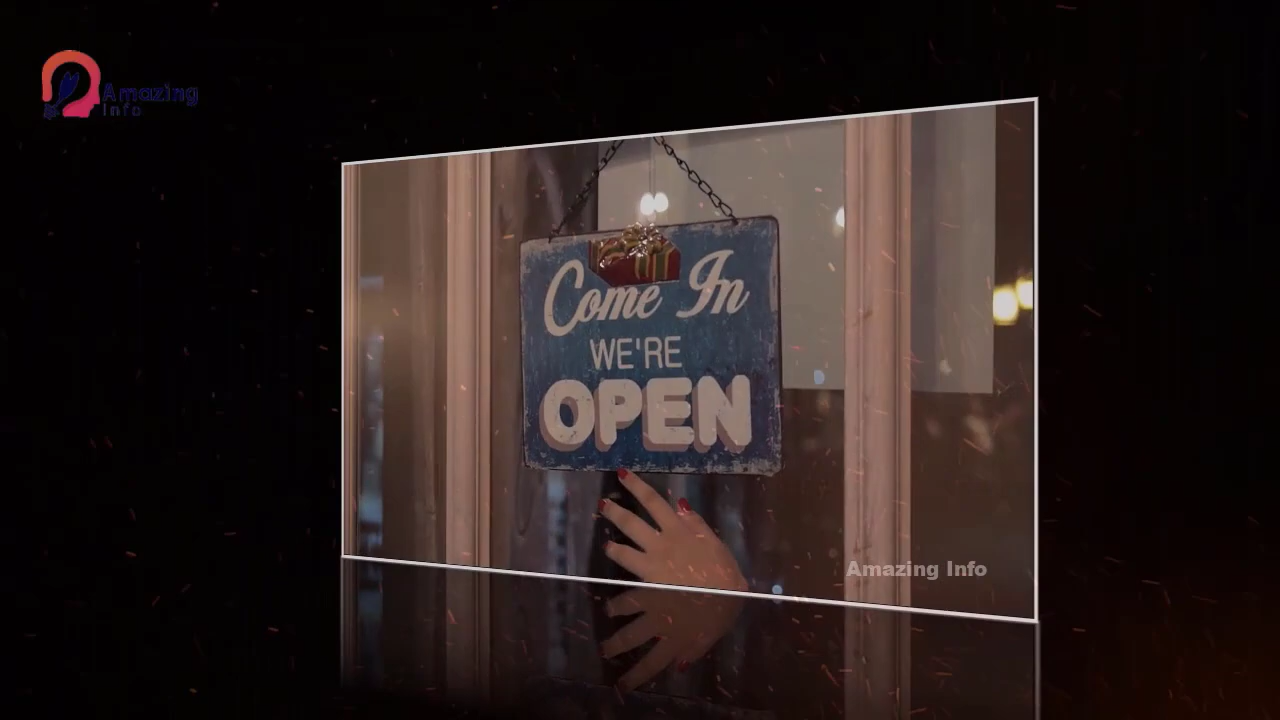 Amazing
Info
Come In
WE'RE
OPEN
Amazing Info